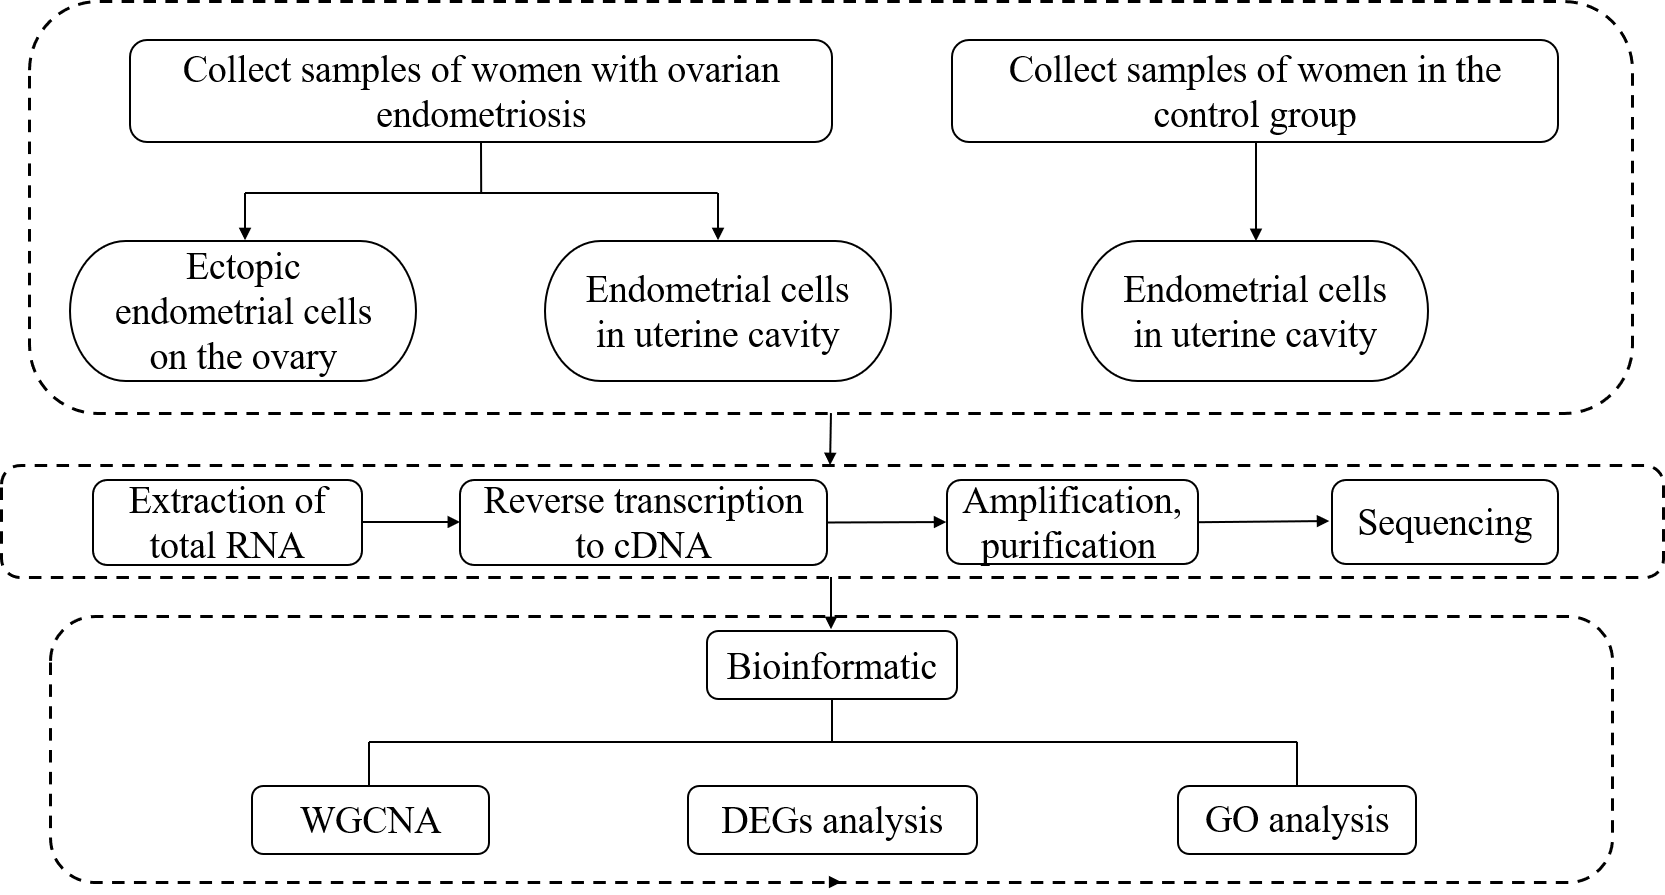 Collect samples of women with ovarian
endometriosis
Collect samples of women in the
control group
Ectopic
endometrial cells
on the ovary
Endometrial cells
in uterine cavity
Endometrial cells
in uterine cavity
Extraction of
total RNA
Reverse transcription
to cDNA
Amplification,
purification
Sequencing
Bioinformatic
WGCNA
DEGs analysis
GO analysis